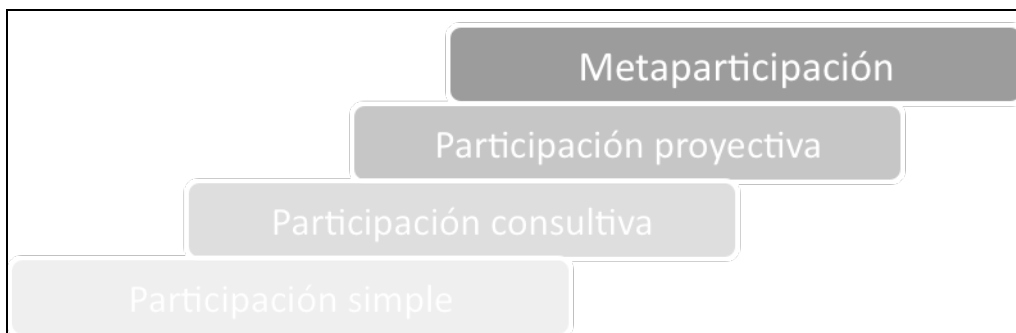 Metaparticipación
Participación proyectiva
Participación consultiva
Participación simple